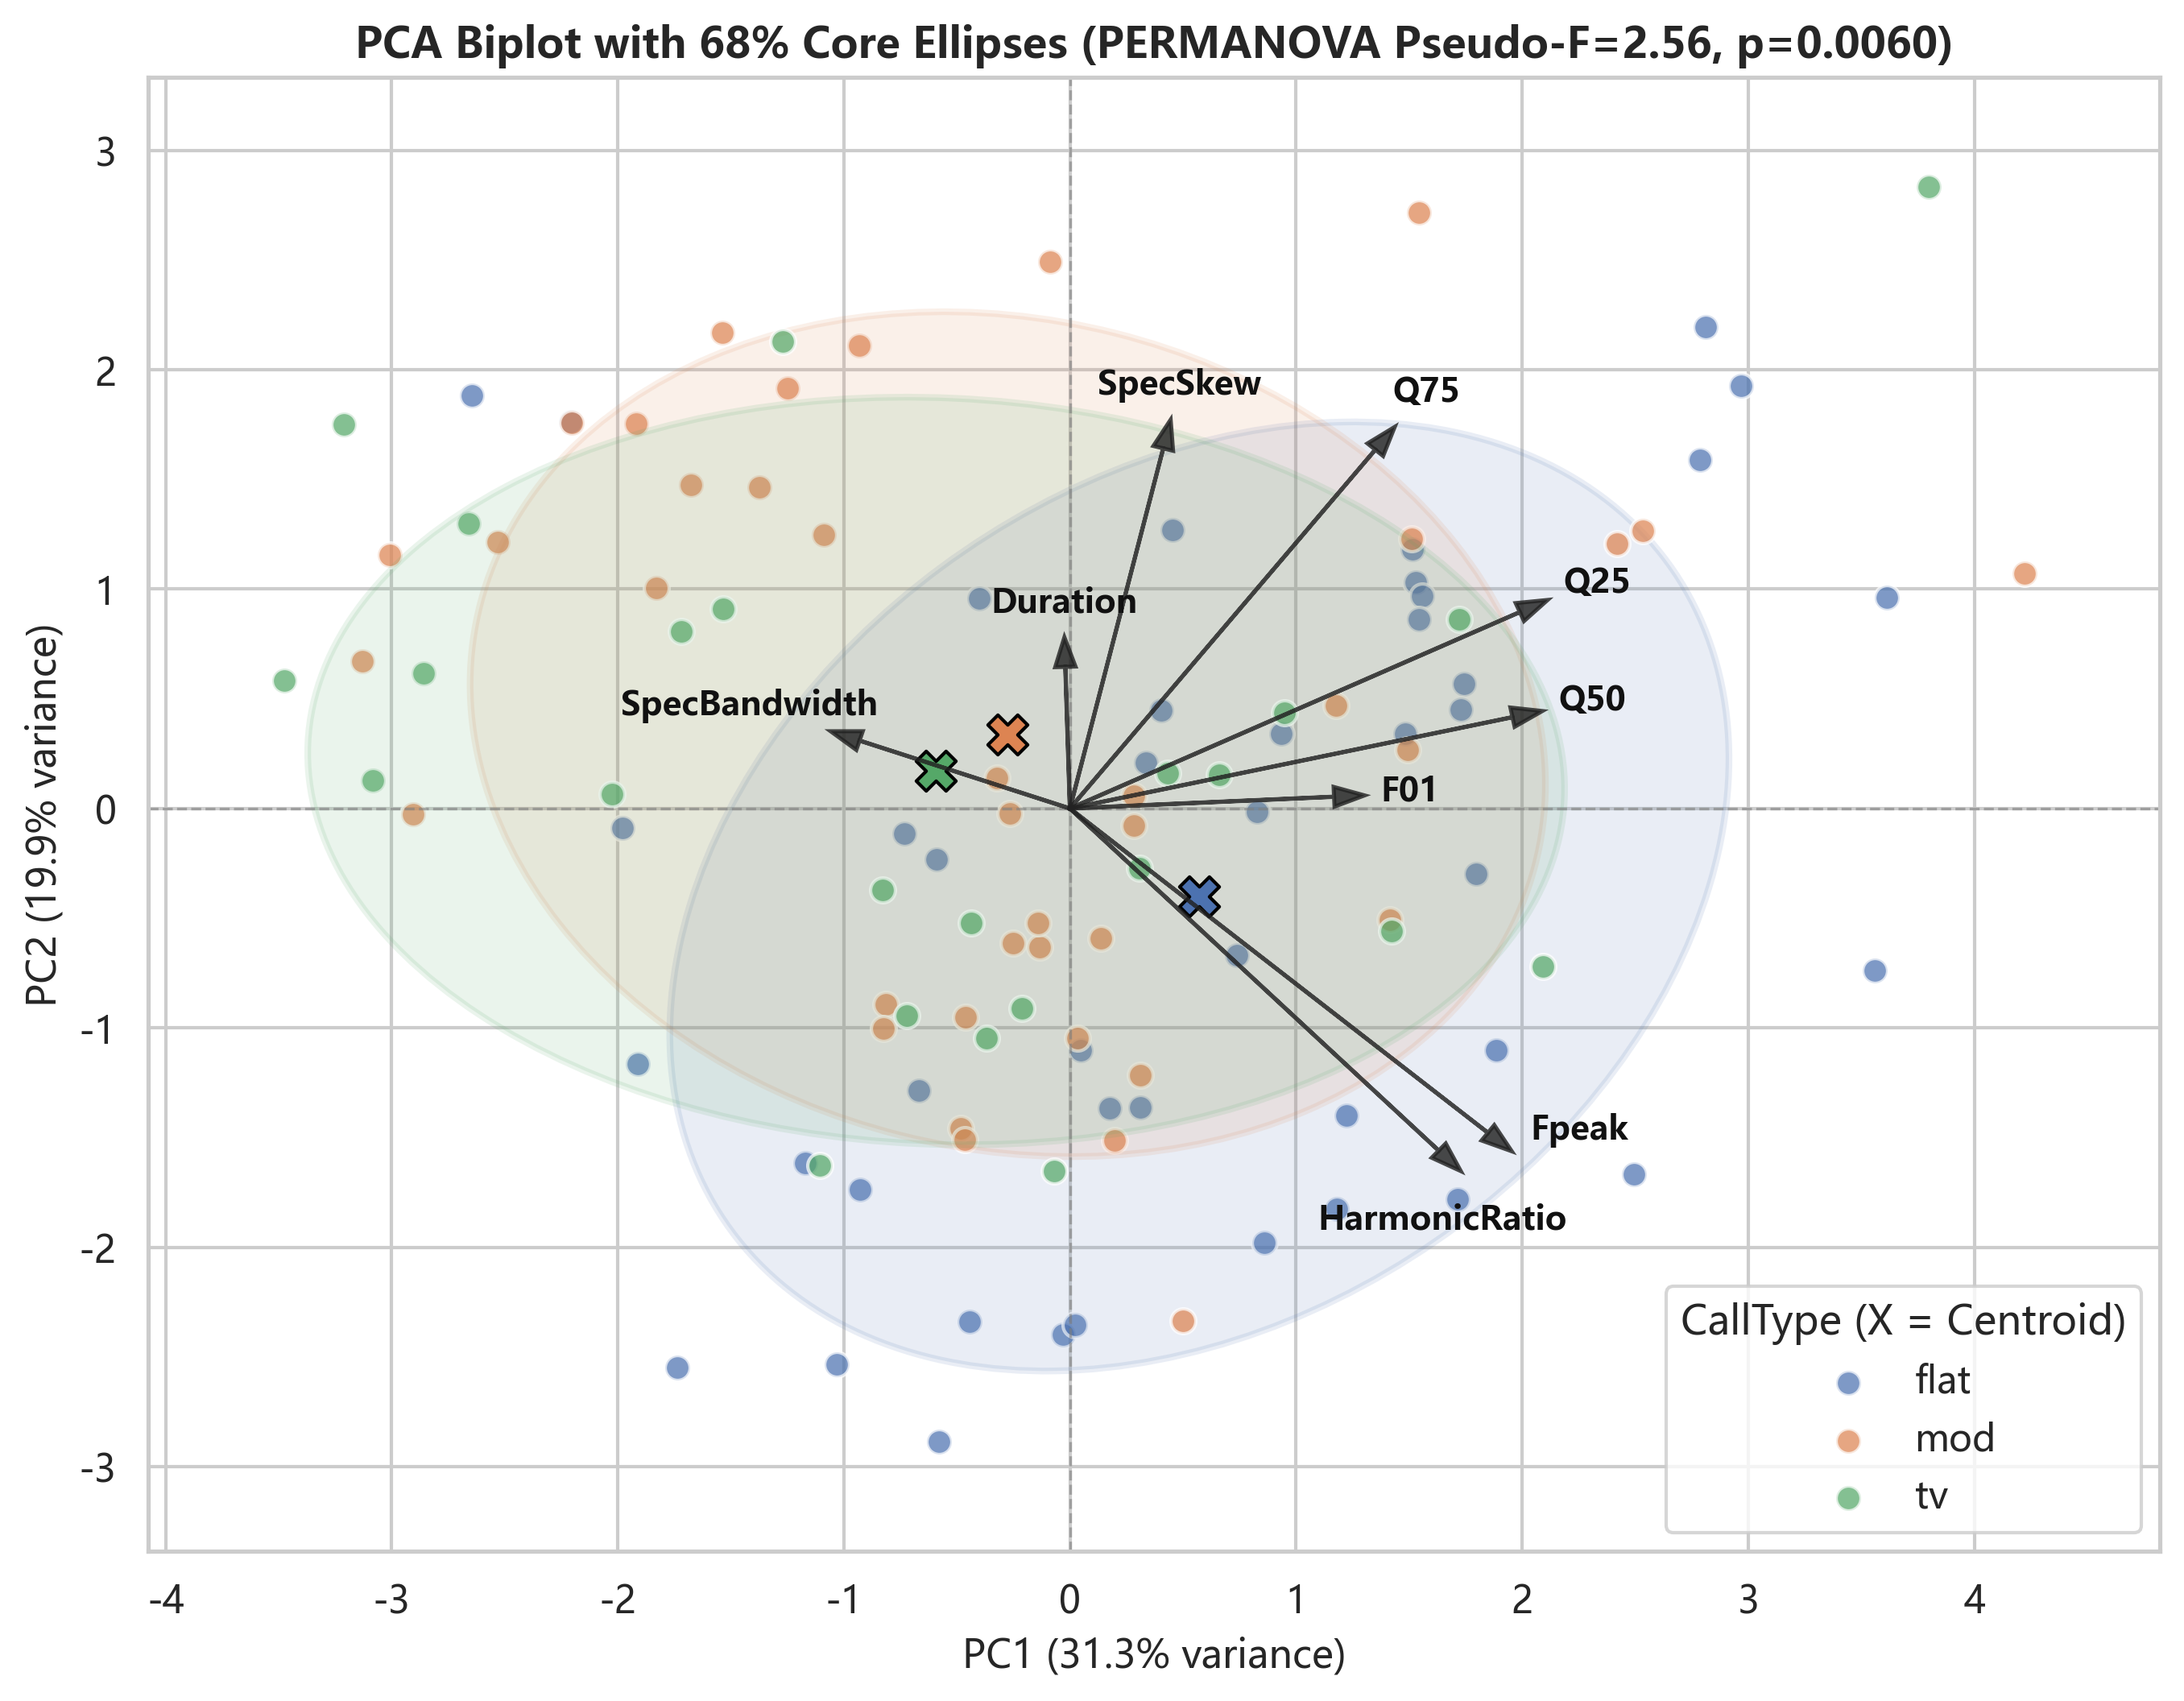 PCA Biplot with 68% Core Ellipses (PERMANOVA Pseudo-F=2.56, p=0.0060)
PC2 (19.9% variance)
3
2
1
0
-1
-2
-3
SpecSkew
Q75
Q25
Duration
SpecBandwidth
Q50
F01
Fpeak
HarmonicRatio
CallType (X = Centroid)
flat
mod
tv
-4 -3 -2 -1 0 1 2 3 4
PC1 (31.3% variance)